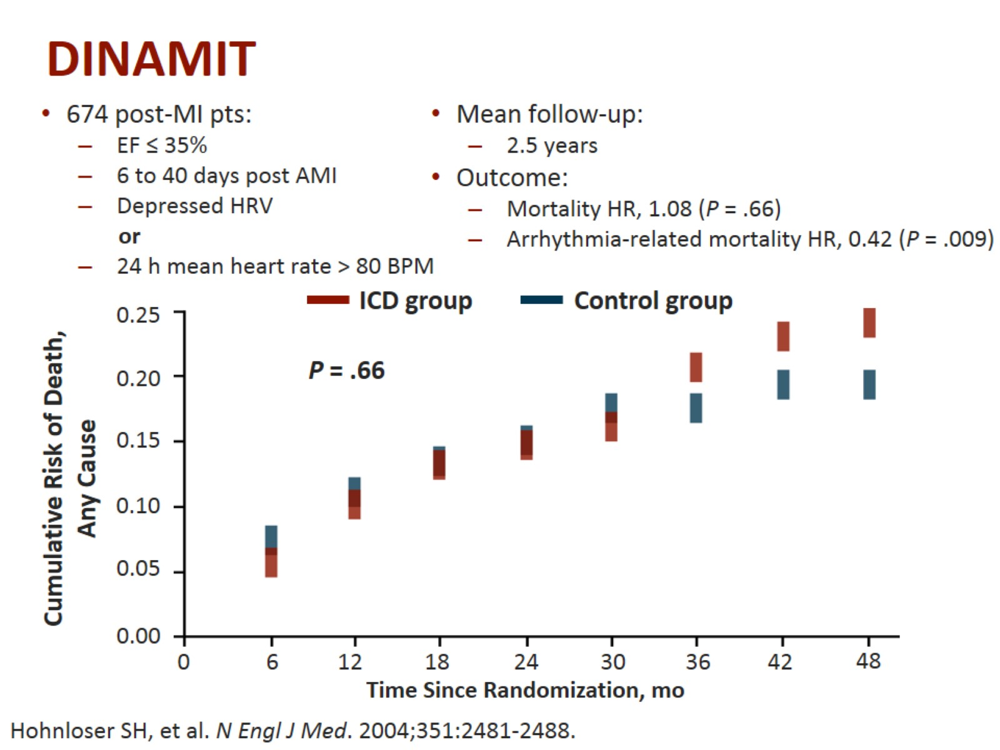 DINAMIT
• 674 post-MI pts:
– EF ≤ 35%
– 6 to 40 days post AMI
– Depressed HRV
or
– 24 h mean heart rate > 80 BPM
• Mean follow-up:
– 2.5 years
• Outcome:
– Mortality HR, 1.08 (P = .66)
– Arrhythmia-related mortality HR, 0.42 (P = .009)
ICD group
Control group
P = .66
Cumulative Risk of Death,
Any Cause
0.25
0.20
0.15
0.10
0.05
0.00
0 6 12 18 24 30 36 42 48
Time Since Randomization, mo
Hohnloser SH, et al. N Engl J Med. 2004;351:2481-2488.